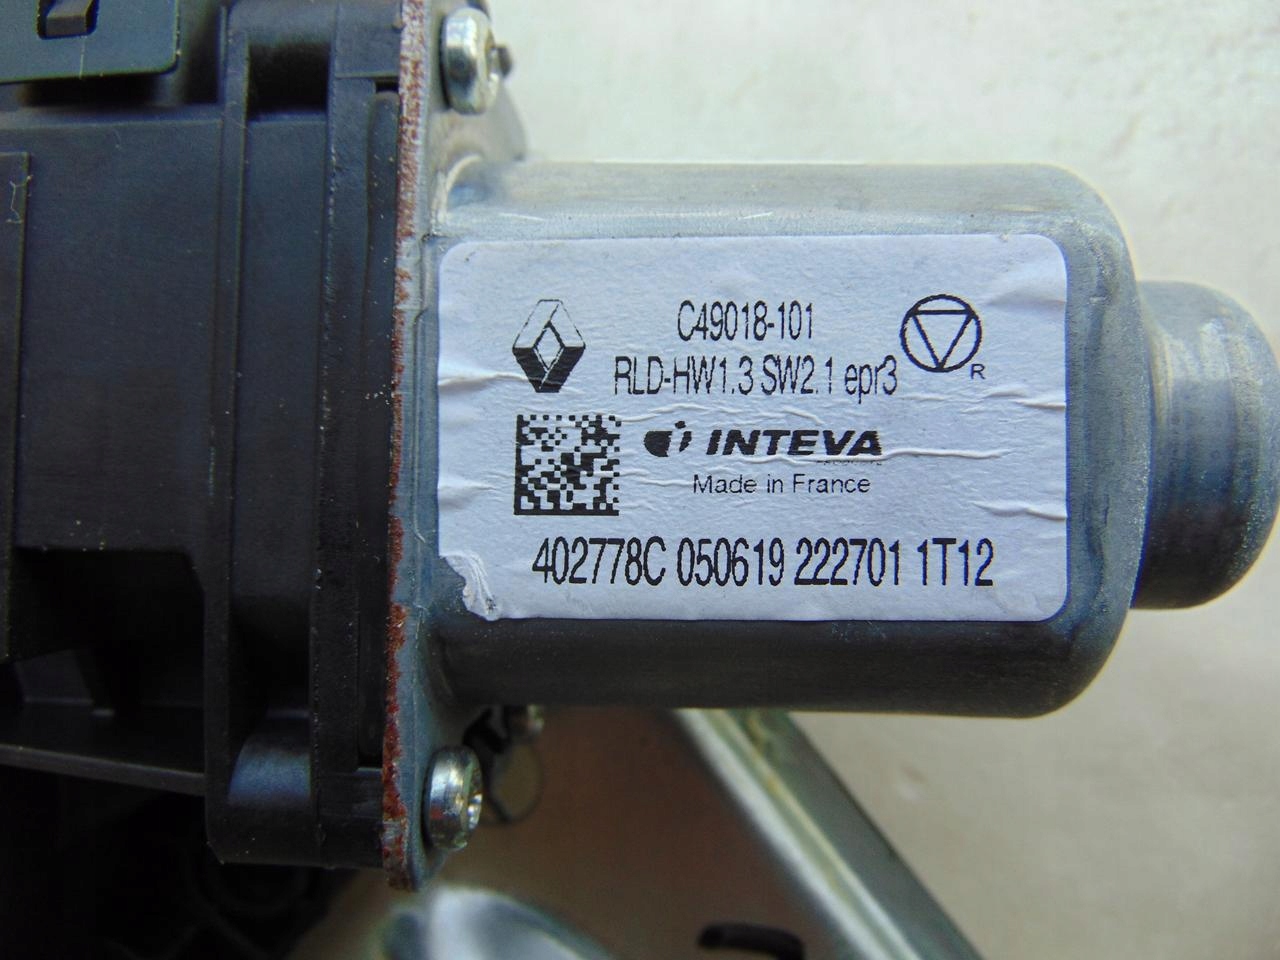 C49018-101
RLD-HW1.3 SW2.1 epr3
R
INTEVA
Made in France
402778C 050619 222701 1T12